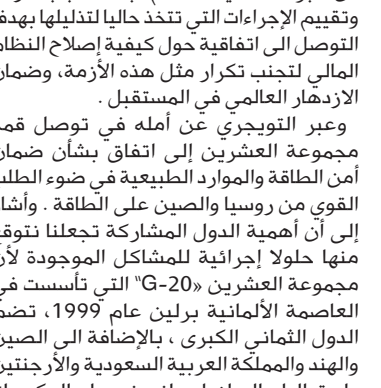 وتقييم الإجراءات التي تتخذ حاليا لتذليلها بهدف
التوصل الى اتفاقية حول كيفية إصلاح النظام
المالي لتجنب تكرار مثل هذه الأزمة، وضمان
الازدهار العالمي في المستقبل .
وعبر التويجري عن أمله في توصل قمة
مجموعة العشرين إلى اتفاق بشأن ضمان
أمن الطاقة والموارد الطبيعية في ضوء الطلب
القوي من روسيا والصين على الطاقة . وأشار
إلى أن أهمية الدول المشاركة تجعلنا نتوقع
منها حلولا إجرائية للمشاكل الموجودة لأن
مجموعة العشرين «G-20" التي تأسست في
العاصمة الألمانية برلين عام 1999، تضم
الدول الثماني الكبرى ، بالإضافة الى الصين
والهند والمملكة العربية السعودية والأرجنتين